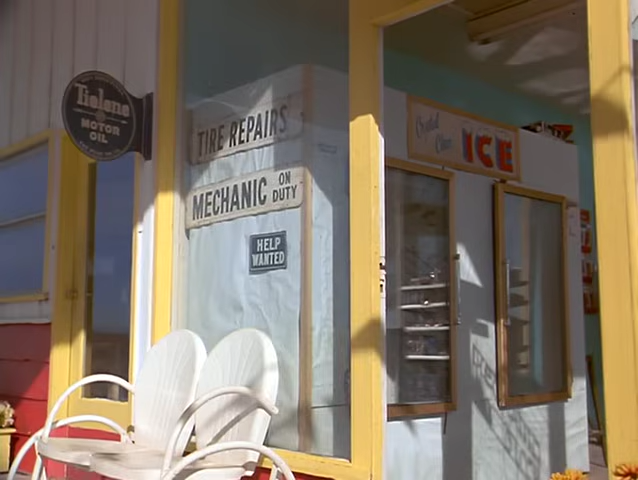 Tiolene
MOTOR
OIL
TIRE REPAIRS
MECHANIC ON DUTY
HELP
WANTED
Crystal
Clear
ICE